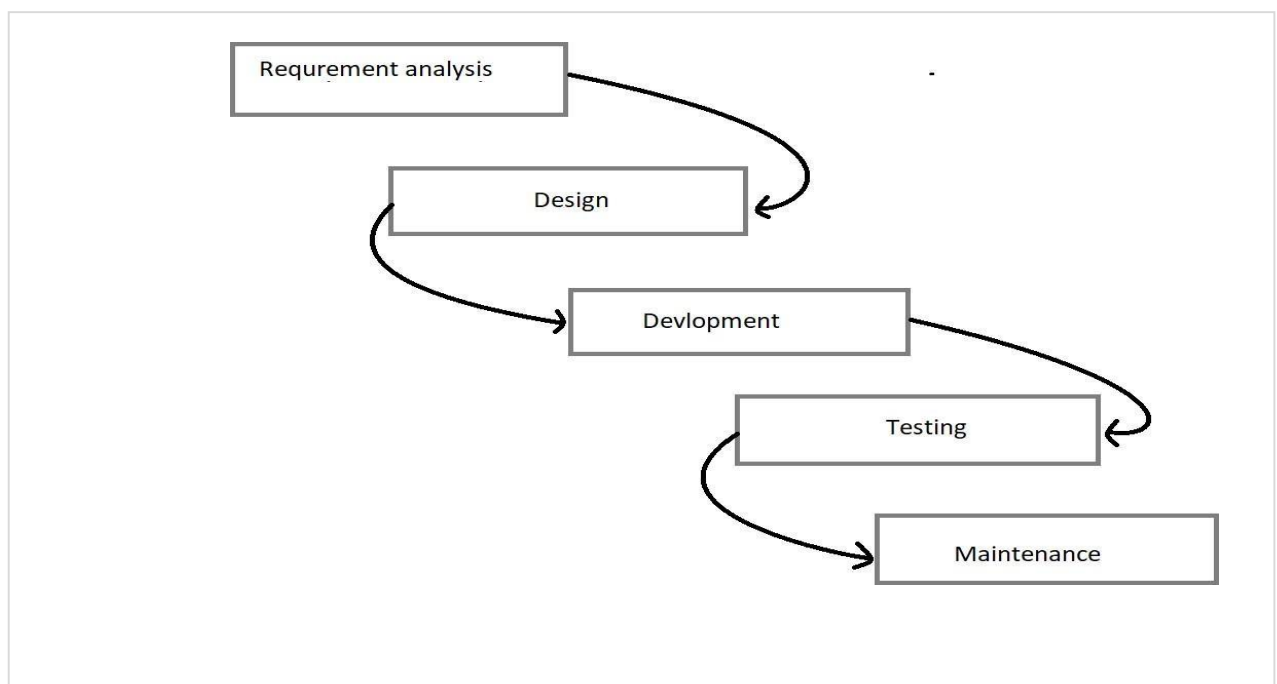 Requrement analysis
Design
Devlopment
Testing
Maintenance